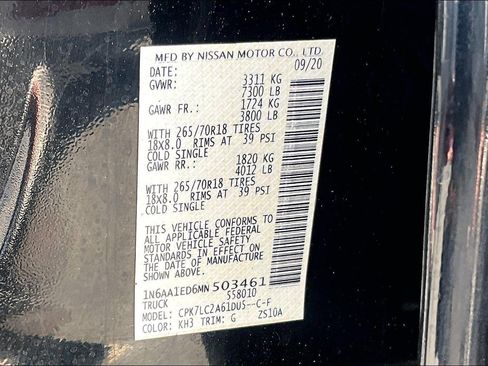 MFD BY NISSAN MOTOR CO., LTD.
DATE: 09/20
GVWR: 3311 KG
7300 LB
GAWR FR.: 1724 KG
3800 LB
WITH 265/70R18 TIRES
18X8.0 RIMS AT 39 PSI
COLD SINGLE
GAWR RR.: 1820 KG
4012 LB
WITH 265/70R18 TIRES
18X8.0 RIMS AT 39 PSI
COLD SINGLE
THIS VEHICLE CONFORMS TO
ALL APPLICABLE FEDERAL
MOTOR VEHICLE SAFETY
STANDARDS IN EFFECT ON
THE DATE OF MANUFACTURE
SHOWN ABOVE.
1N6AA1ED6MN 503461
TRUCK 558010
MODEL: CPK7LC2A61DUS--C-F
COLOR: KH3 TRIM: G ZS10A